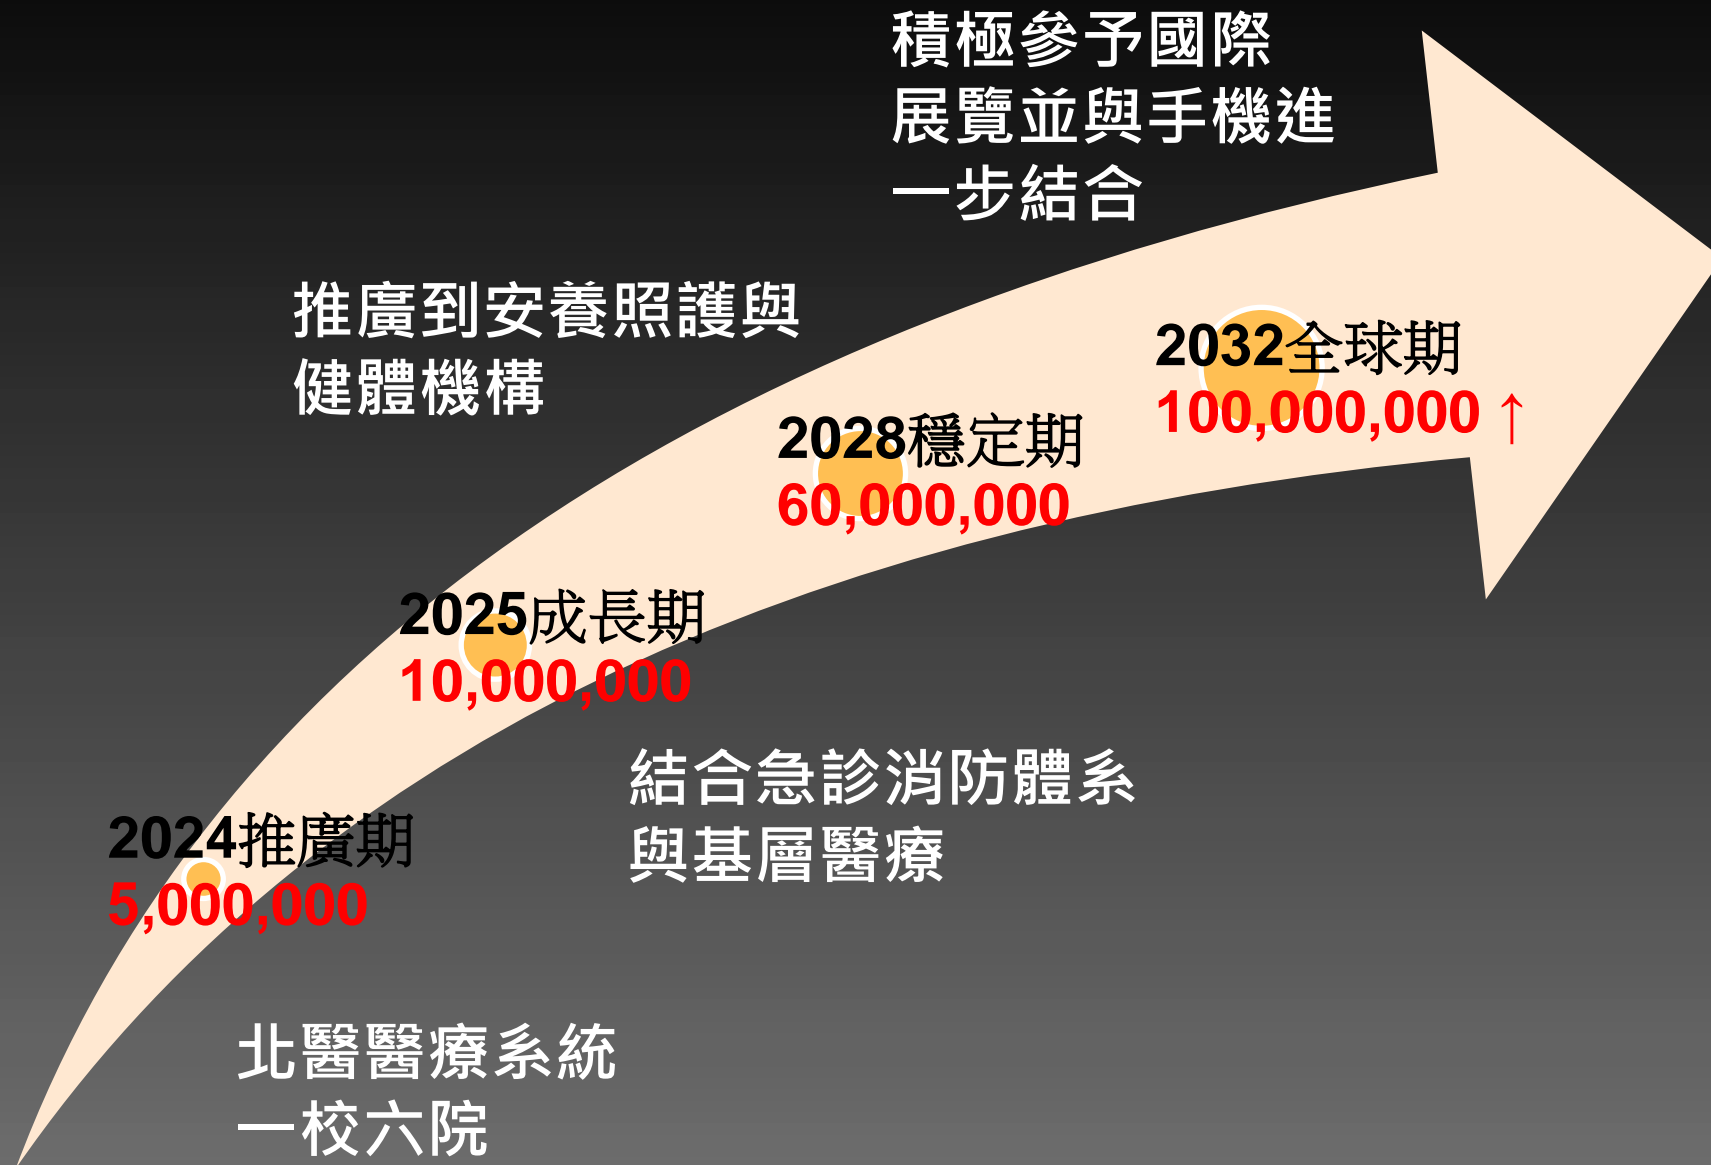 積極參予國際
展覽並與手機進
一步結合
推廣到安養照護與
健體機構
2032全球期
100,000,000↑
2028穩定期
60,000,000
2025成長期
10,000,000
結合急診消防體系
與基層醫療
2024推廣期
5,000,000
北醫醫療系統
一校六院